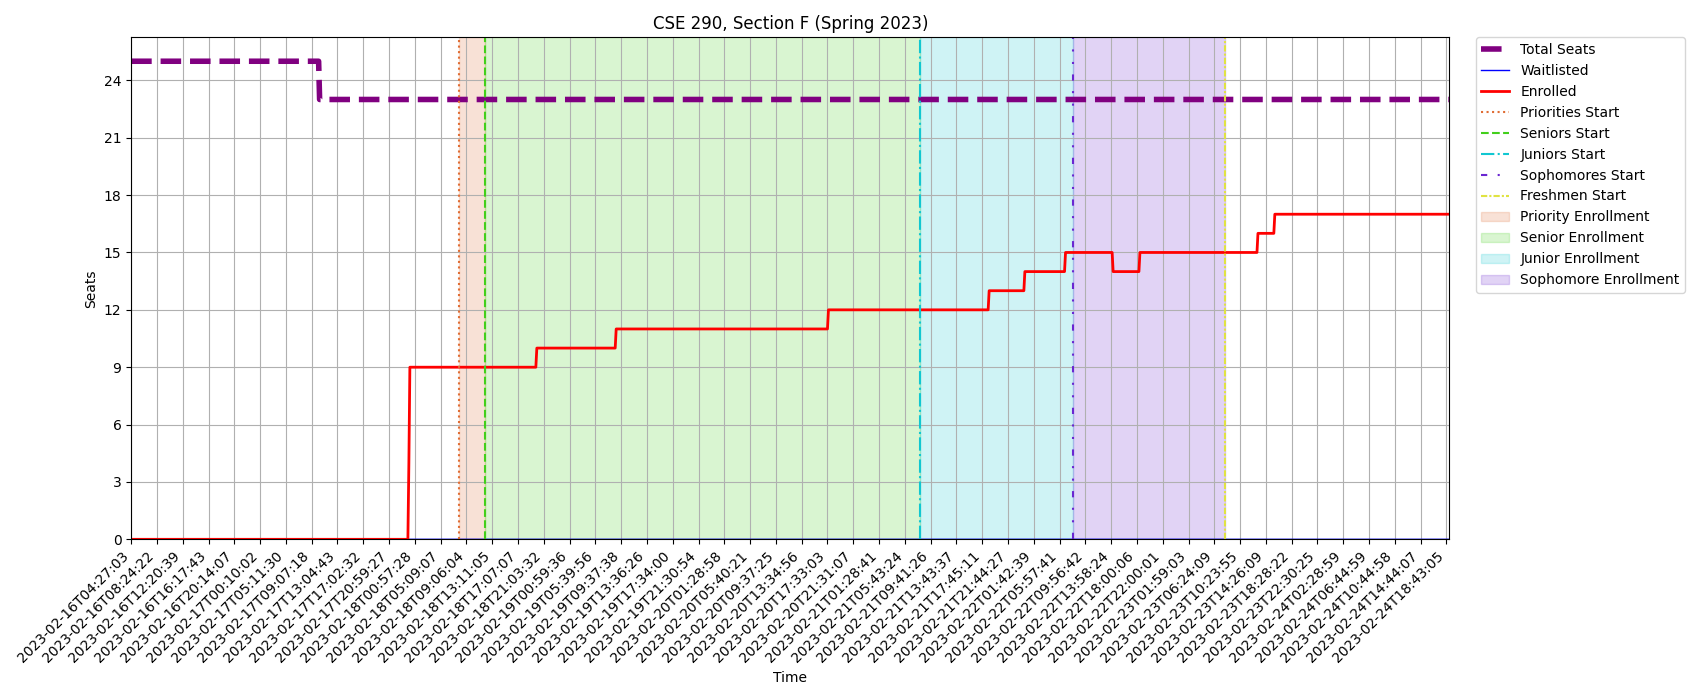 CSE 290, Section F (Spring 2023)
Seats
24
21
18
15
12
9
6
3
0
2023-02-16T04:27:03
2023-02-16T08:24:22
2023-02-16T12:20:39
2023-02-16T16:17:43
2023-02-16T20:14:07
2023-02-17T00:10:02
2023-02-17T05:11:30
2023-02-17T09:07:18
2023-02-17T13:04:43
2023-02-17T17:02:32
2023-02-17T20:59:27
2023-02-18T00:57:28
2023-02-18T05:09:07
2023-02-18T09:06:04
2023-02-18T13:11:05
2023-02-18T17:07:07
2023-02-18T21:03:32
2023-02-19T00:59:36
2023-02-19T05:39:56
2023-02-19T09:37:38
2023-02-19T13:36:26
2023-02-19T17:34:00
2023-02-19T21:30:54
2023-02-20T01:28:58
2023-02-20T05:40:21
2023-02-20T09:37:25
2023-02-20T13:34:56
2023-02-20T17:33:03
2023-02-20T21:31:07
2023-02-21T01:28:41
2023-02-21T05:43:24
2023-02-21T09:41:26
2023-02-21T13:43:37
2023-02-21T17:45:11
2023-02-21T21:44:27
2023-02-22T01:42:39
2023-02-22T05:57:41
2023-02-22T09:56:42
2023-02-22T13:58:24
2023-02-22T18:00:06
2023-02-22T22:00:01
2023-02-23T01:59:03
2023-02-23T06:24:09
2023-02-23T10:23:55
2023-02-23T14:26:09
2023-02-23T18:28:22
2023-02-23T22:30:25
2023-02-24T02:28:59
2023-02-24T06:44:59
2023-02-24T10:44:58
2023-02-24T14:44:07
2023-02-24T18:43:05
Time
Total Seats
Waitlisted
Enrolled
Priorities Start
Seniors Start
Juniors Start
Sophomores Start
Freshmen Start
Priority Enrollment
Senior Enrollment
Junior Enrollment
Sophomore Enrollment